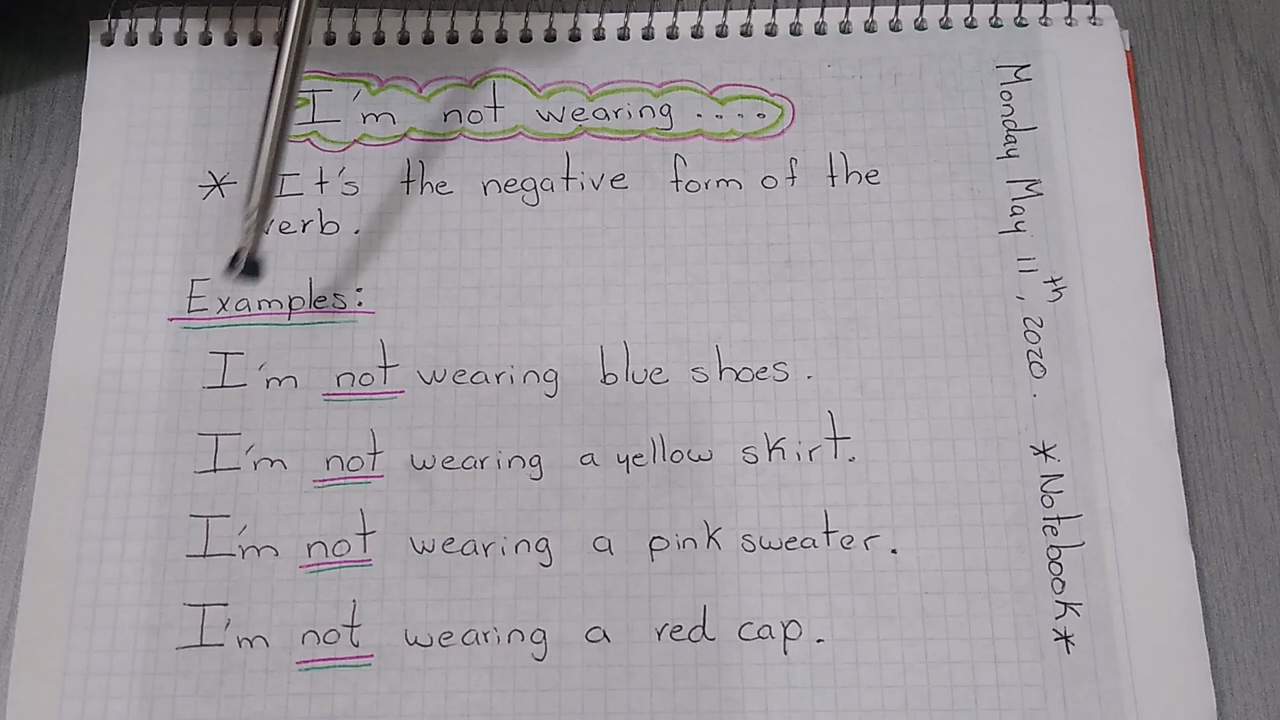 I'm not wearing ....
* It's the negative form of the
verb.
Examples:
I'm not wearing blue shoes.
I'm not wearing a yellow skirt.
I'm not wearing a pink sweater.
I'm not wearing a red cap.
Monday May 11th, 2020. *Notebook*